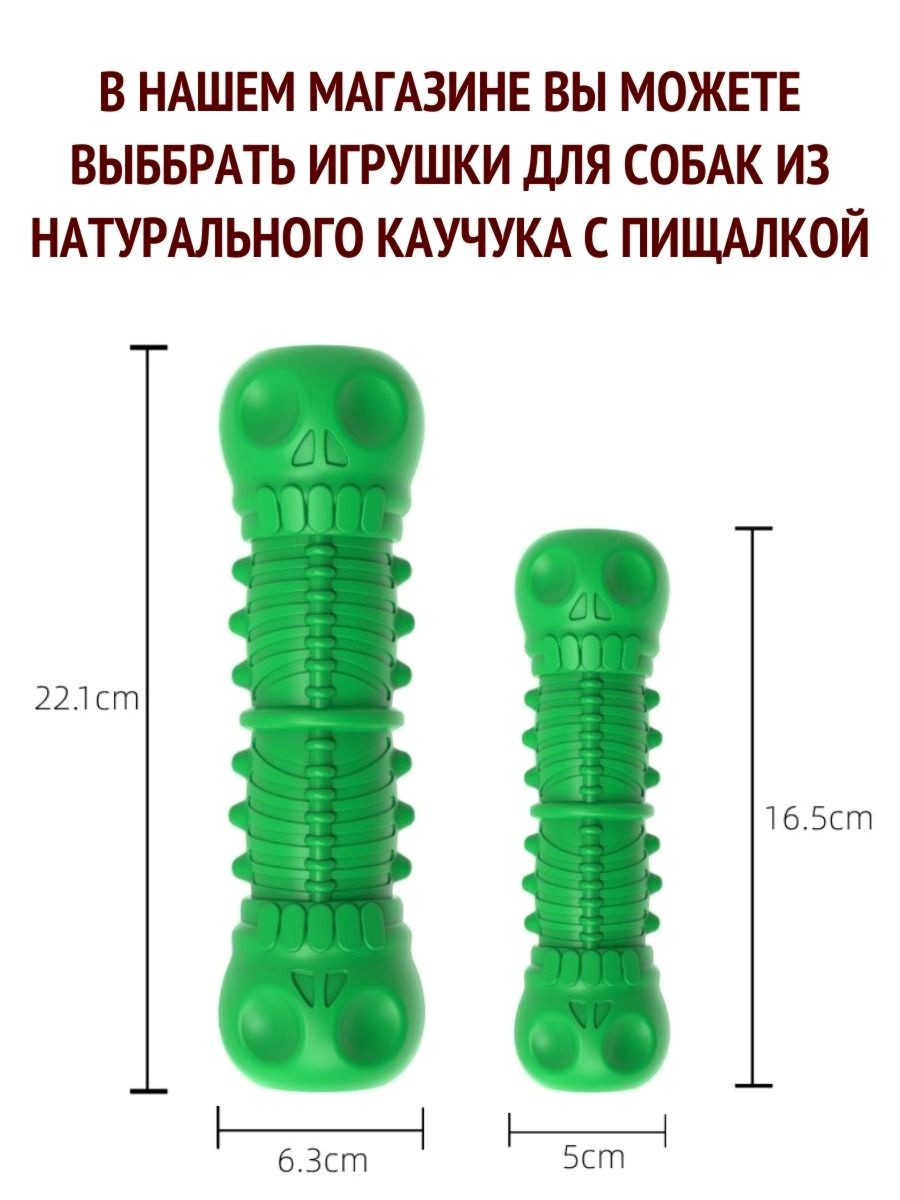 В НАШЕМ МАГАЗИНЕ ВЫ МОЖЕТЕ
ВЫББРАТЬ ИГРУШКИ ДЛЯ СОБАК ИЗ
НАТУРАЛЬНОГО КАУЧУКА С ПИЩАЛКОЙ
22.1cm
16.5cm
6.3cm
5cm